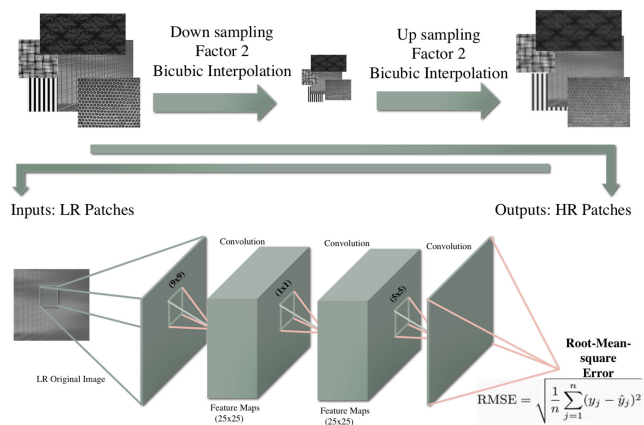 Down sampling
Factor 2
Bicubic Interpolation
Up sampling
Factor 2
Bicubic Interpolation
Inputs: LR Patches
Outputs: HR Patches
Convolution
Convolution
Convolution
(9x9)
(1x1)
(5x5)
LR Original Image
Feature Maps
(25x25)
Feature Maps
(25x25)
Root-Mean-
square
Error
RMSE = √(1/n ∑_{j=1}^{n} (y_j − ŷ_j)²)